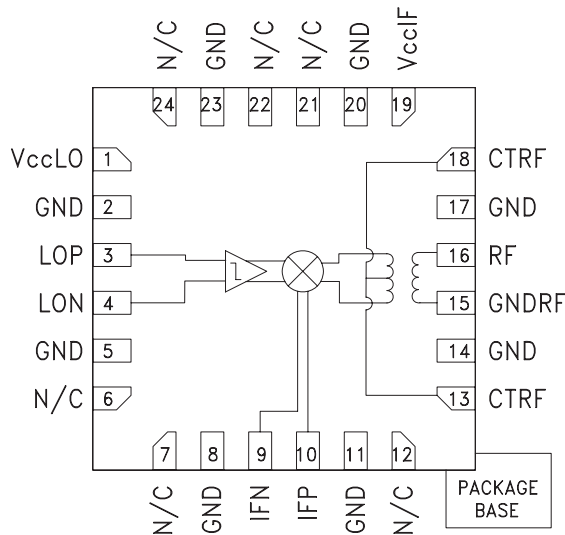 N/C
GND
N/C
N/C
GND
VccIF
24
23
22
21
20
19
VccLO 1
18 CTRF
GND 2
17 GND
LOP 3
16 RF
LON 4
15 GNDRF
GND 5
14 GND
N/C 6
13 CTRF
7
8
9
10
11
12
N/C
GND
IFN
IFP
GND
N/C
PACKAGE
BASE